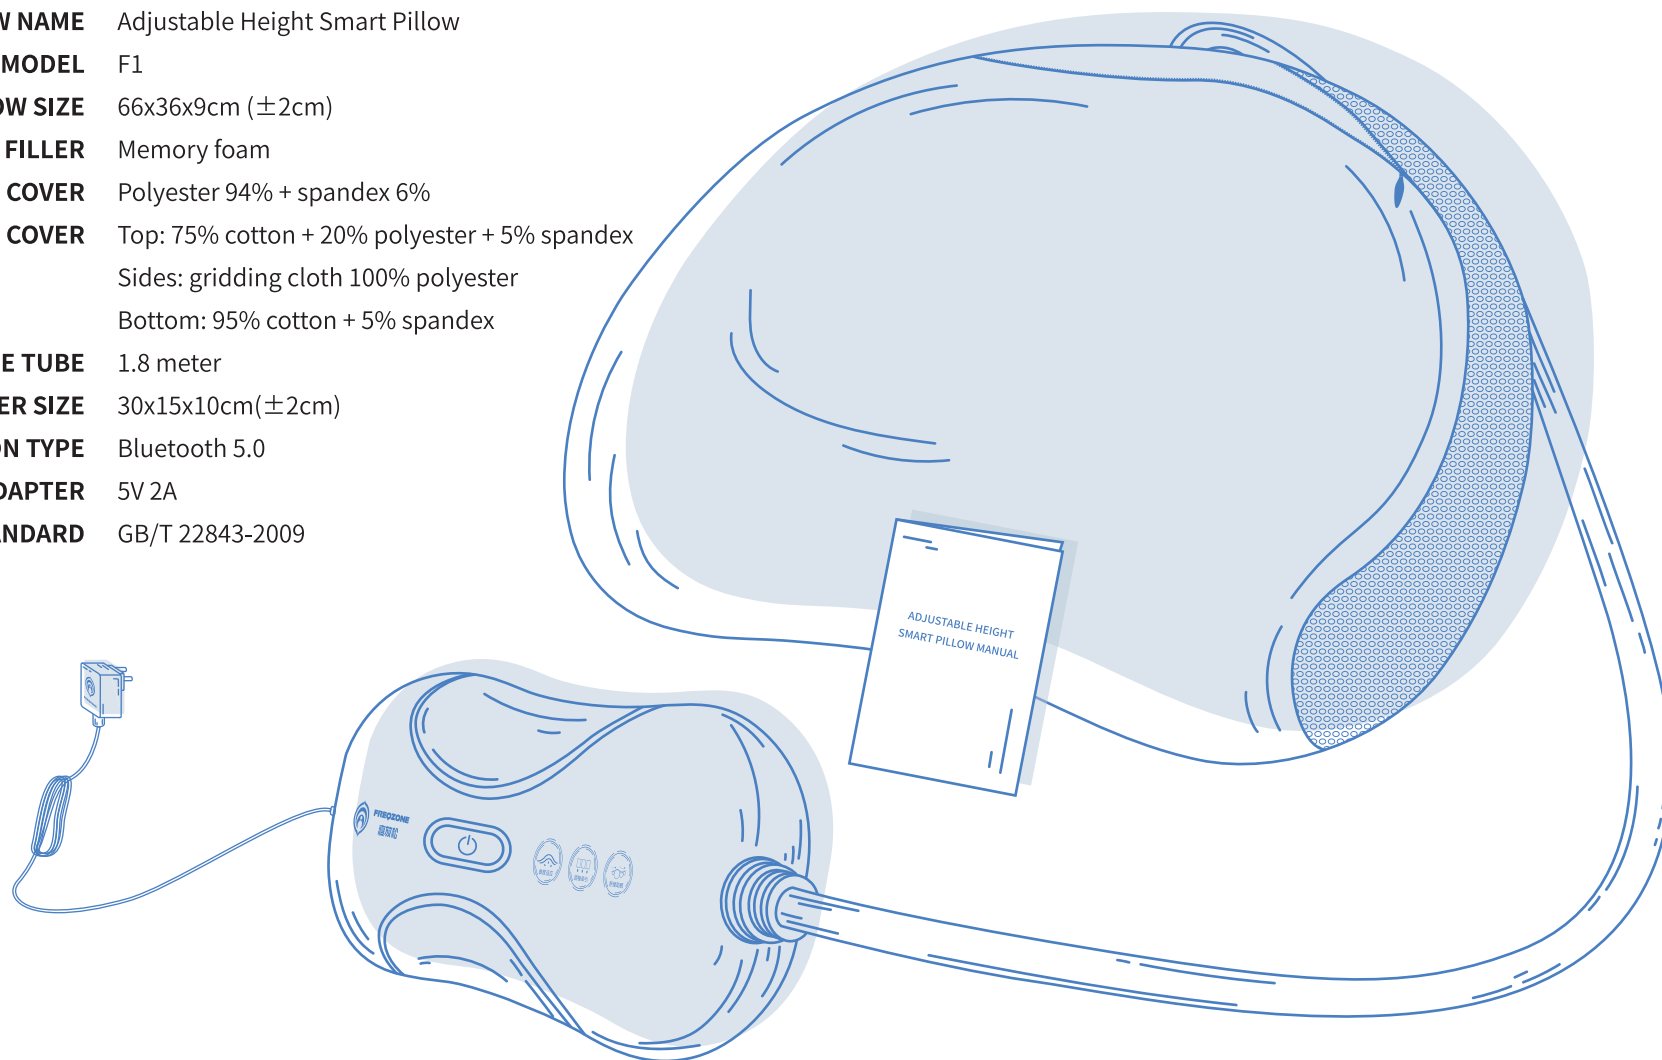 W NAME Adjustable Height Smart Pillow
MODEL F1
OW SIZE 66x36x9cm (±2cm)
FILLER Memory foam
COVER Polyester 94% + spandex 6%
COVER Top: 75% cotton + 20% polyester + 5% spandex
Sides: gridding cloth 100% polyester
Bottom: 95% cotton + 5% spandex
E TUBE 1.8 meter
ER SIZE 30x15x10cm(±2cm)
ON TYPE Bluetooth 5.0
DAPTER 5V 2A
NDARD GB/T 22843-2009
ADJUSTABLE HEIGHT
SMART PILLOW MANUAL
FREQZONE